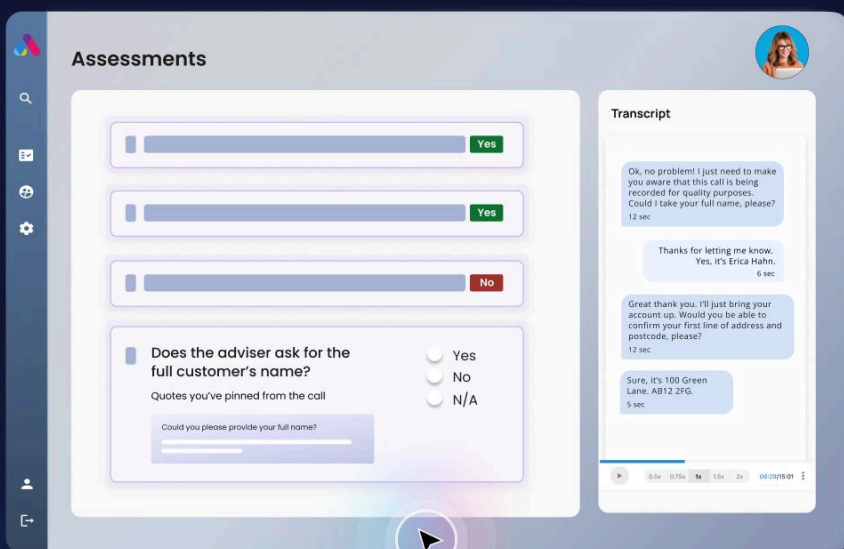 Assessments
Yes
Yes
No
Does the adviser ask for the
full customer's name?
Quotes you've pinned from the call
Could you please provide your full name?
Yes
No
N/A
Transcript
Ok, no problem! I just need to make
you aware that this call is being
recorded for quality purposes.
Could I take your full name, please?
12 sec
Thanks for letting me know.
Yes, it's Erica Hahn.
6 sec
Great thank you. I'll just bring your
account up. Would you be able to
confirm your first line of address and
postcode, please?
12 sec
Sure, it's 100 Green
Lane. AB12 2FG.
5 sec
0.5x 0.75x 1x 1.5x 2x 06:29/15:01